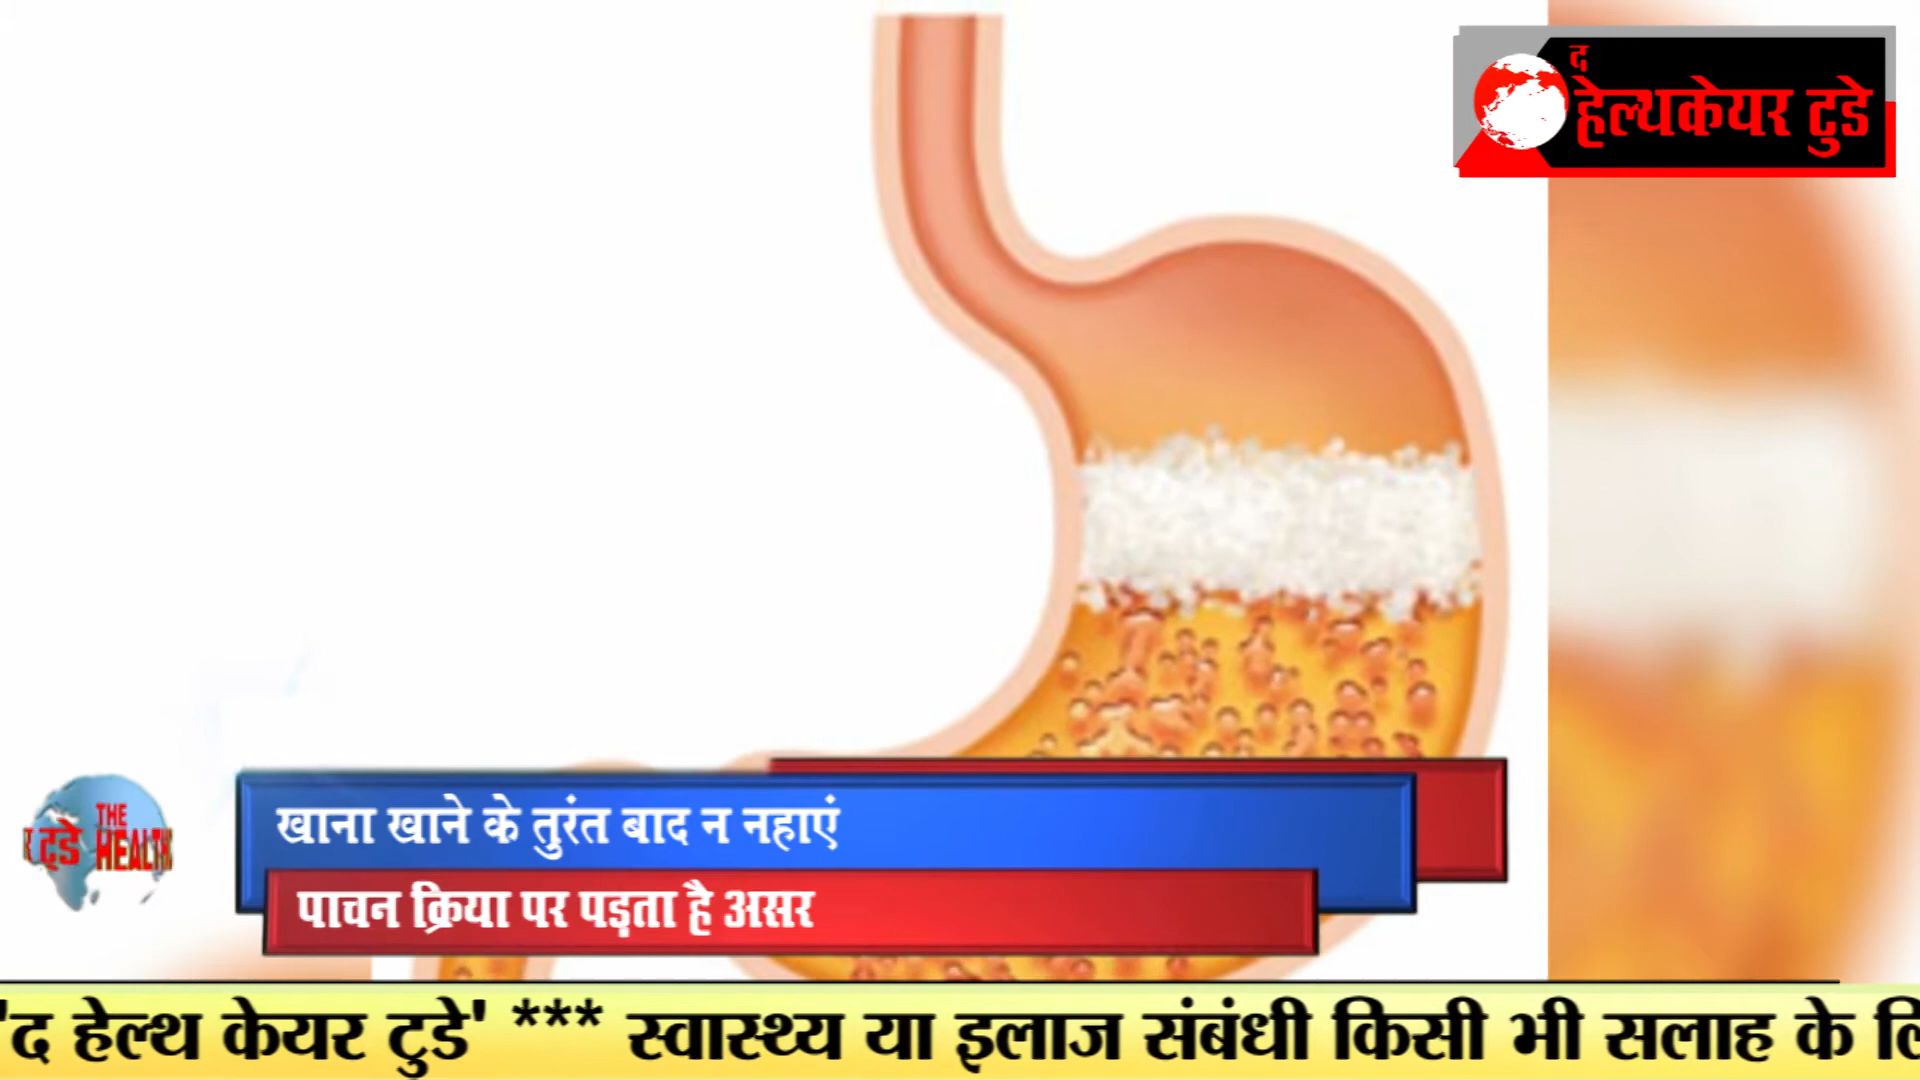 द
हेल्थकेयर टुडे
खाना खाने के तुरंत बाद न नहाएं
THE
टुडे HEALTH
पाचन क्रिया पर पड़ता है असर
'द हेल्थ केयर टुडे' *** स्वास्थ्य या इलाज संबंधी किसी भी सलाह के